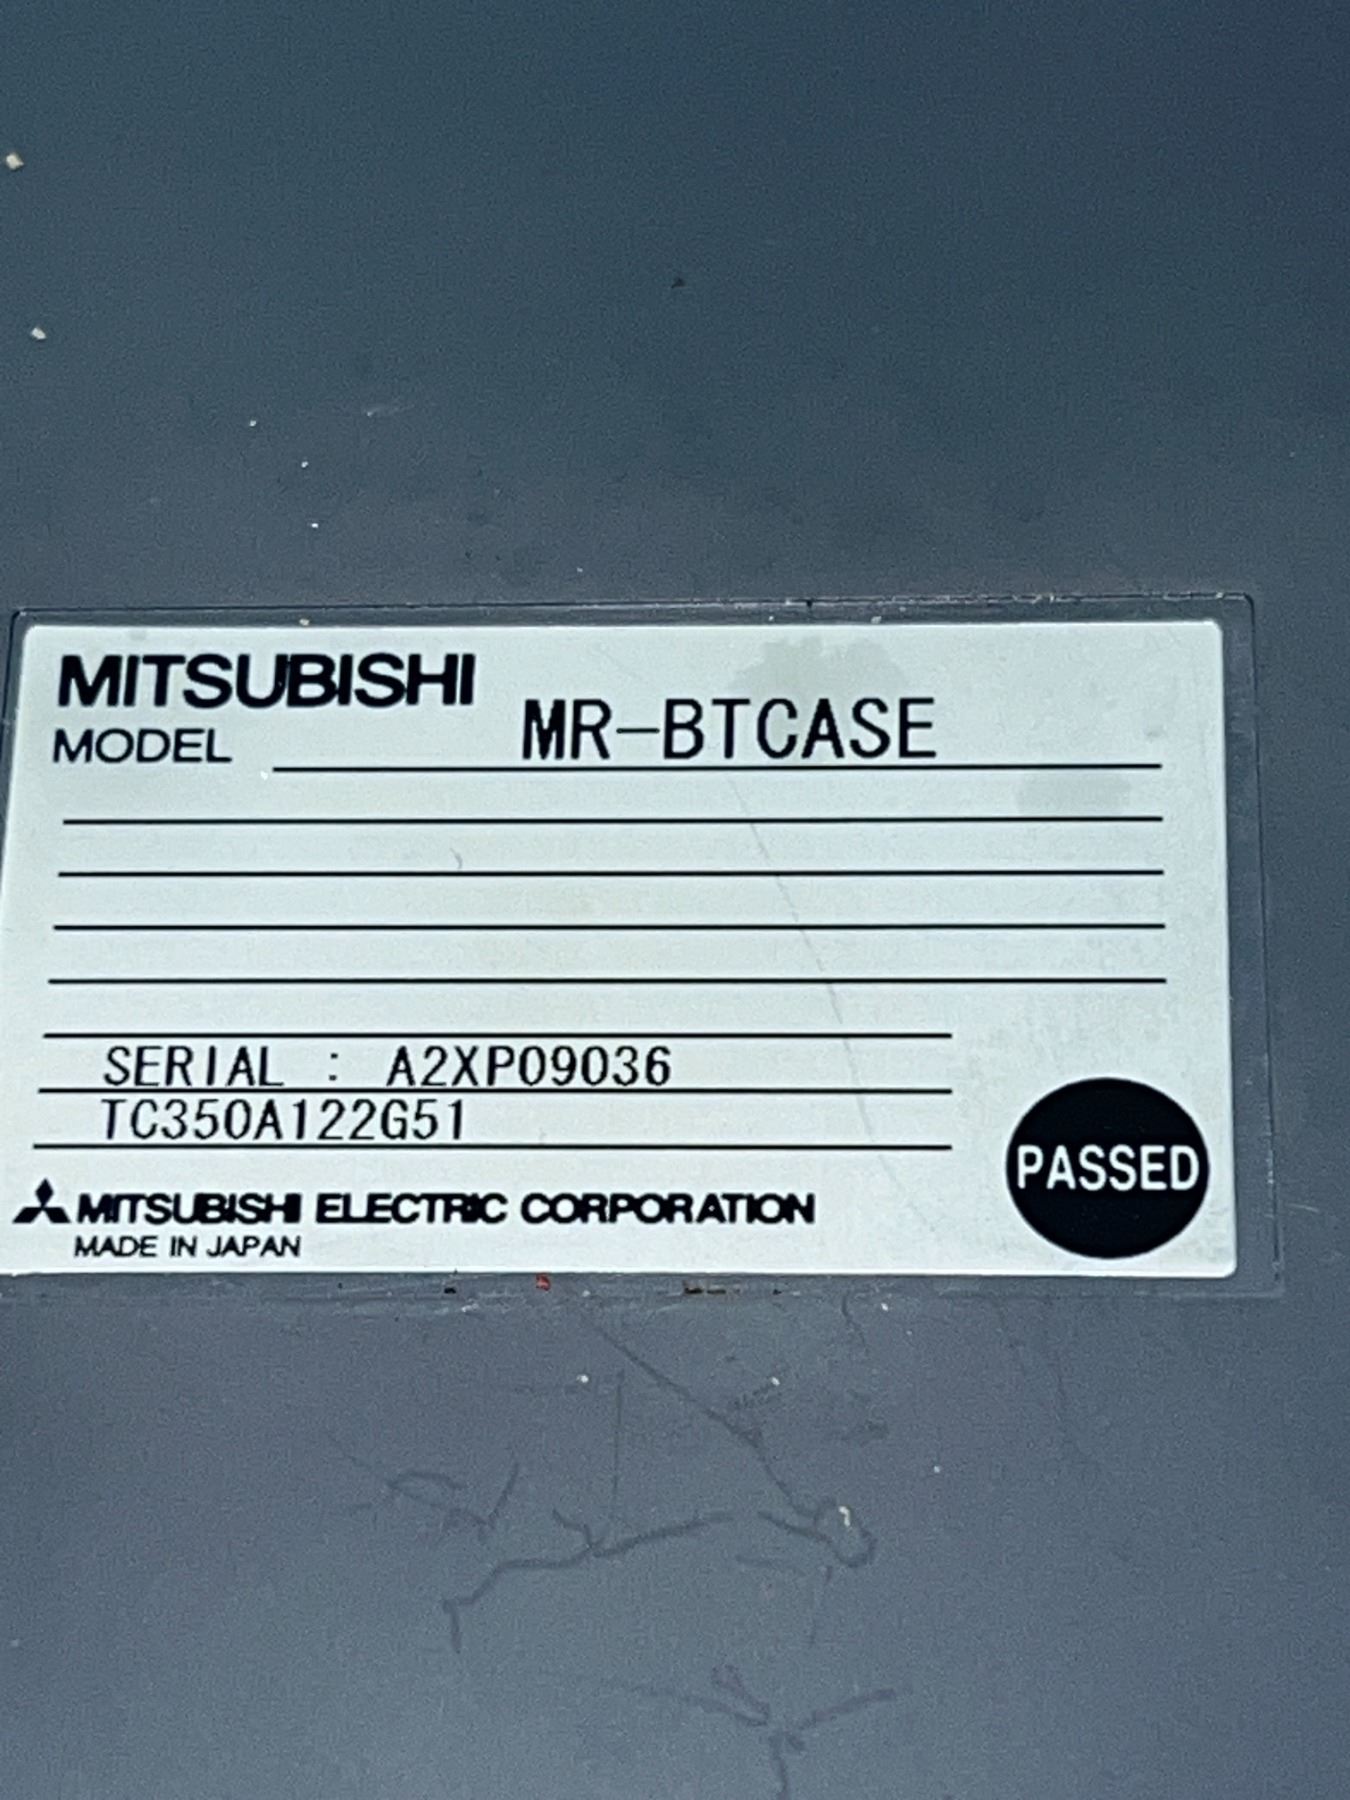 MITSUBISHI
MODEL MR-BTCASE
SERIAL : A2XP09036
TC350A122G51
PASSED
MITSUBISHI ELECTRIC CORPORATION
MADE IN JAPAN